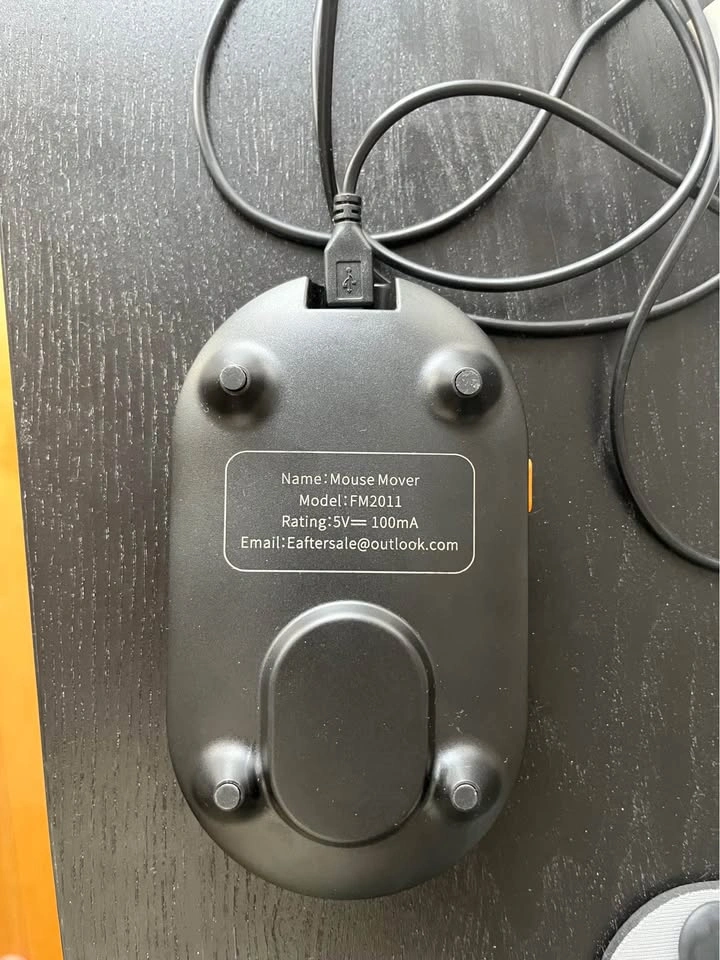 Name:Mouse Mover
Model:FM2011
Rating:5V⎓ 100mA
Email:Eaftersale@outlook.com